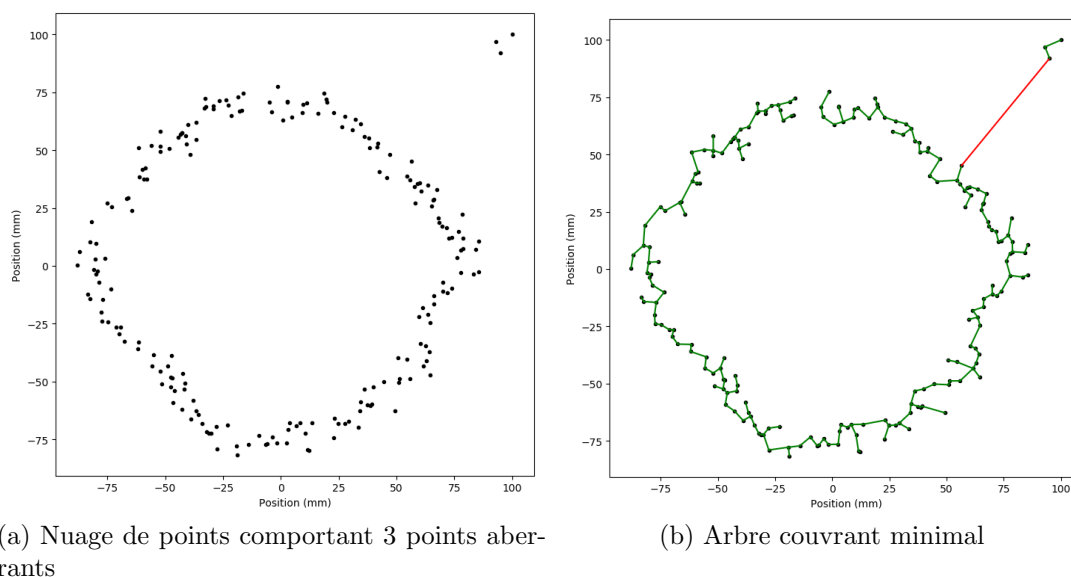 100
75
50
25
0
−25
−50
−75
Position (mm)
−75 −50 −25 0 25 50 75 100
Position (mm)
100
75
50
25
0
−25
−50
−75
Position (mm)
−75 −50 −25 0 25 50 75 100
Position (mm)
a) Nuage de points comportant 3 points aber-
rants
(b) Arbre couvrant minimal